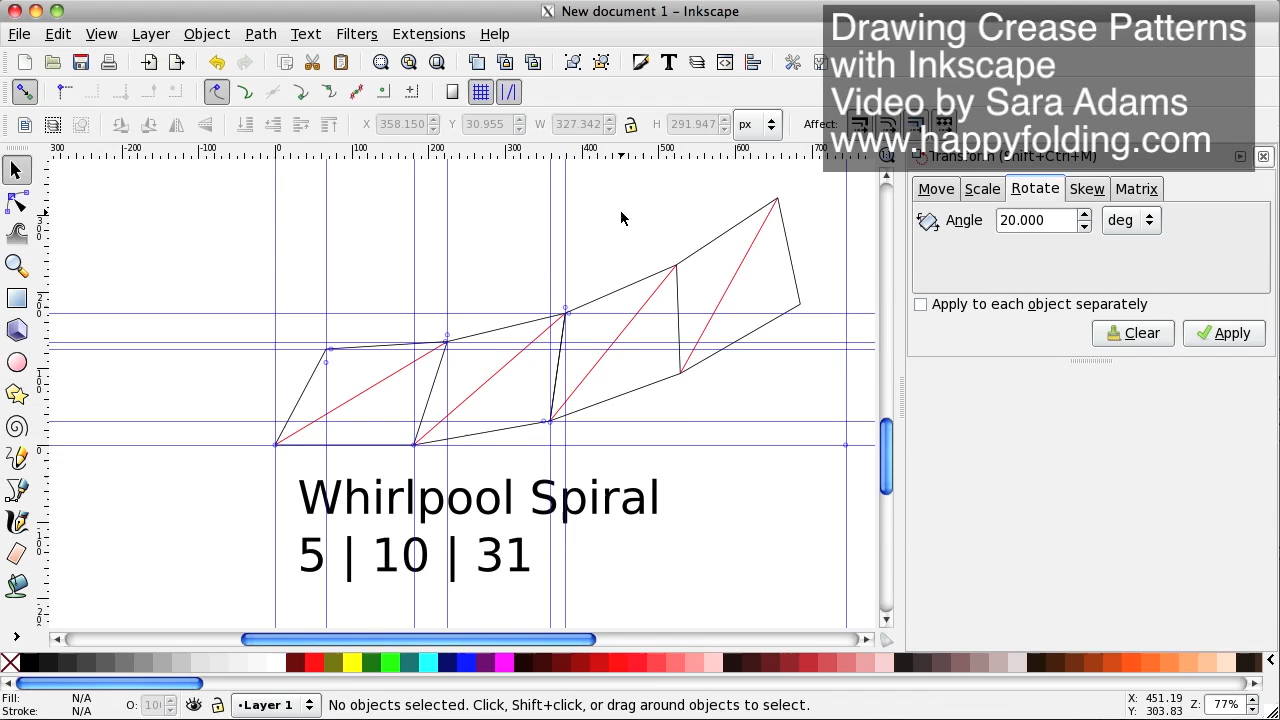 New document 1 - Inkscape
Drawing Crease Patterns
with Inkscape
Video by Sara Adams
www.happyfolding.com
File Edit View Layer Object Path Text Filters Extensions Help
X 358.150 Y 30.955 W 327.342 H 291.947 px Affect:
Transform (Shift+Ctrl+M)
Move Scale Rotate Skew Matrix
Angle 20.000 deg
Apply to each object separately
Clear Apply
Whirlpool Spiral
5 | 10 | 31
Fill: N/A
Stroke: N/A
O:
•Layer 1
No objects selected. Click, Shift+click, or drag around objects to select.
X: 451.19
Y: 303.83
Z: 77%